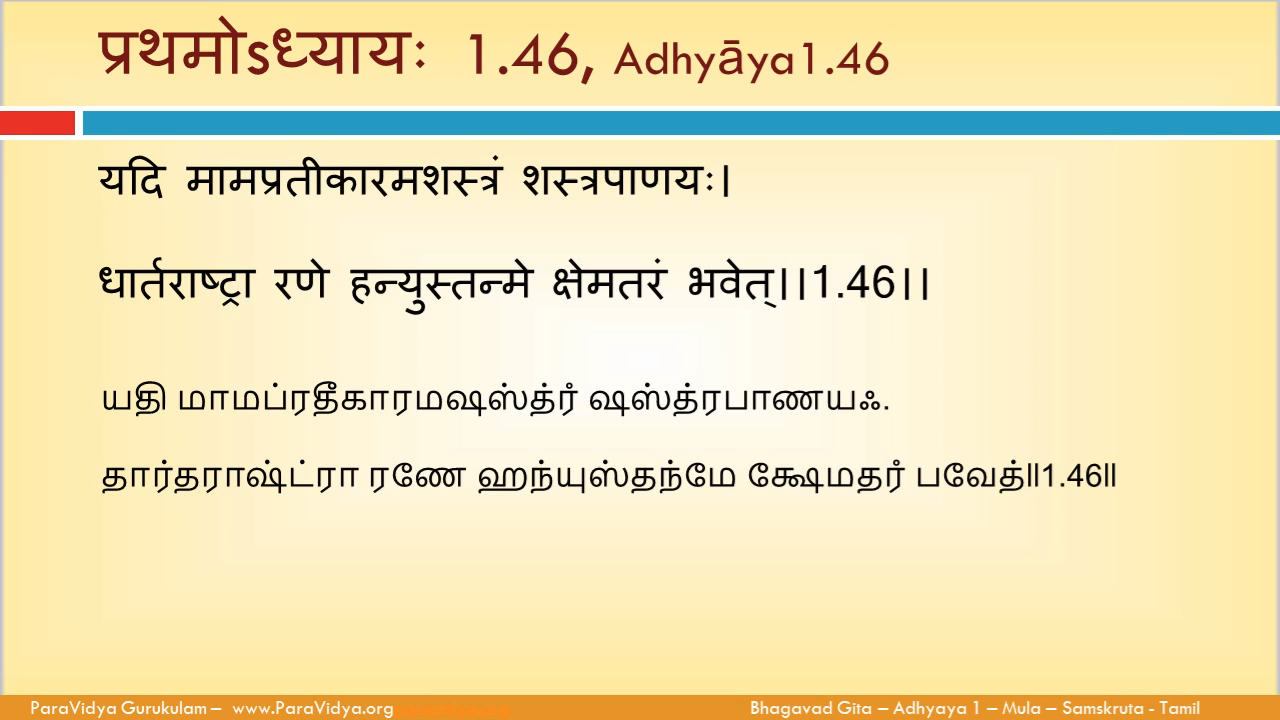 प्रथमोऽध्यायः 1.46, Adhyāya1.46
यदि मामप्रतीकारमशस्त्रं शस्त्रपाणयः।
धार्तराष्ट्रा रणे हन्युस्तन्मे क्षेमतरं भवेत्।।1.46।।
யதி மாமப்ரதீகாரமஷஸ்த்ரஂ ஷஸ்த்ரபாணயஃ.
தார்தராஷ்ட்ரா ரணே ஹந்யுஸ்தந்மே க்ஷேமதரஂ பவேத்৷৷1.46৷৷
ParaVidya Gurukulam – www.ParaVidya.org
Bhagavad Gita – Adhyaya 1 – Mula – Samskruta - Tamil